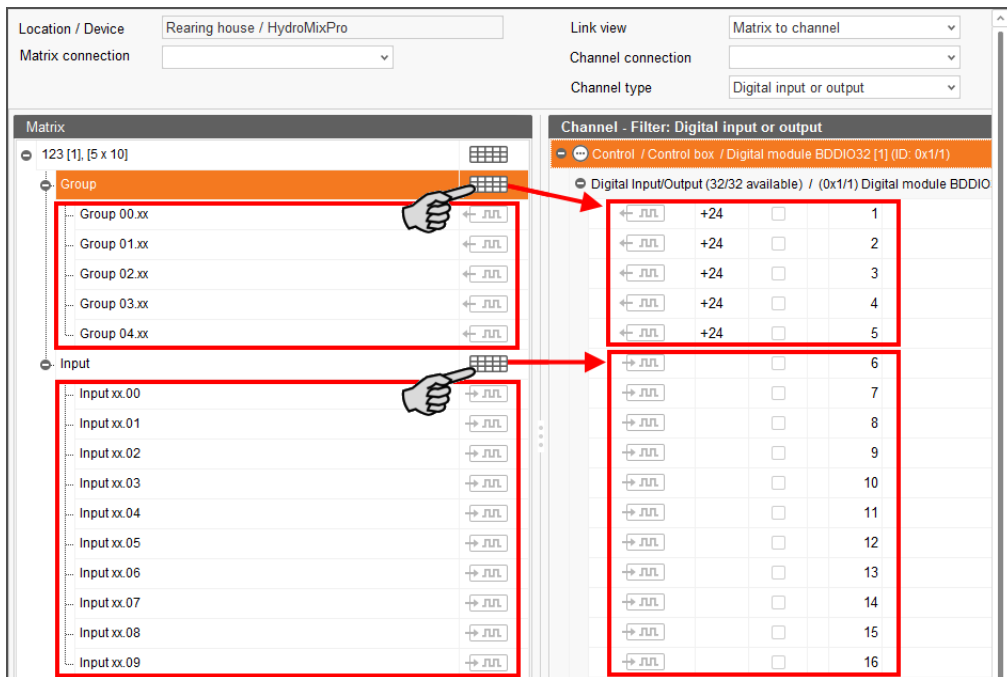 Location / Device Rearing house / HydroMixPro Link view Matrix to channel
Matrix connection Channel connection
Channel type Digital input or output
Matrix Channel - Filter: Digital input or output
123 [1], [5 x 10] Control / Control box / Digital module BDDIO32 [1] (ID: 0x1/1)
Group Digital Input/Output (32/32 available) / (0x1/1) Digital module BDDIO
Group 00.xx +24 1
Group 01.xx +24 2
Group 02.xx +24 3
Group 03.xx +24 4
Group 04.xx +24 5
Input 6
Input xx.00 7
Input xx.01 8
Input xx.02 9
Input xx.03 10
Input xx.04 11
Input xx.05 12
Input xx.06 13
Input xx.07 14
Input xx.08 15
Input xx.09 16